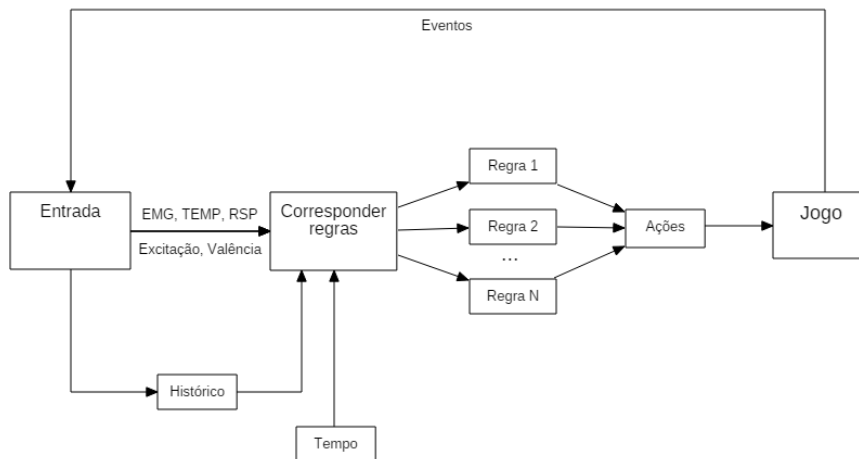 Eventos
Entrada
EMG, TEMP, RSP
Excitação, Valência
Corresponder
regras
Regra 1
Regra 2
...
Regra N
Ações
Jogo
Histórico
Tempo